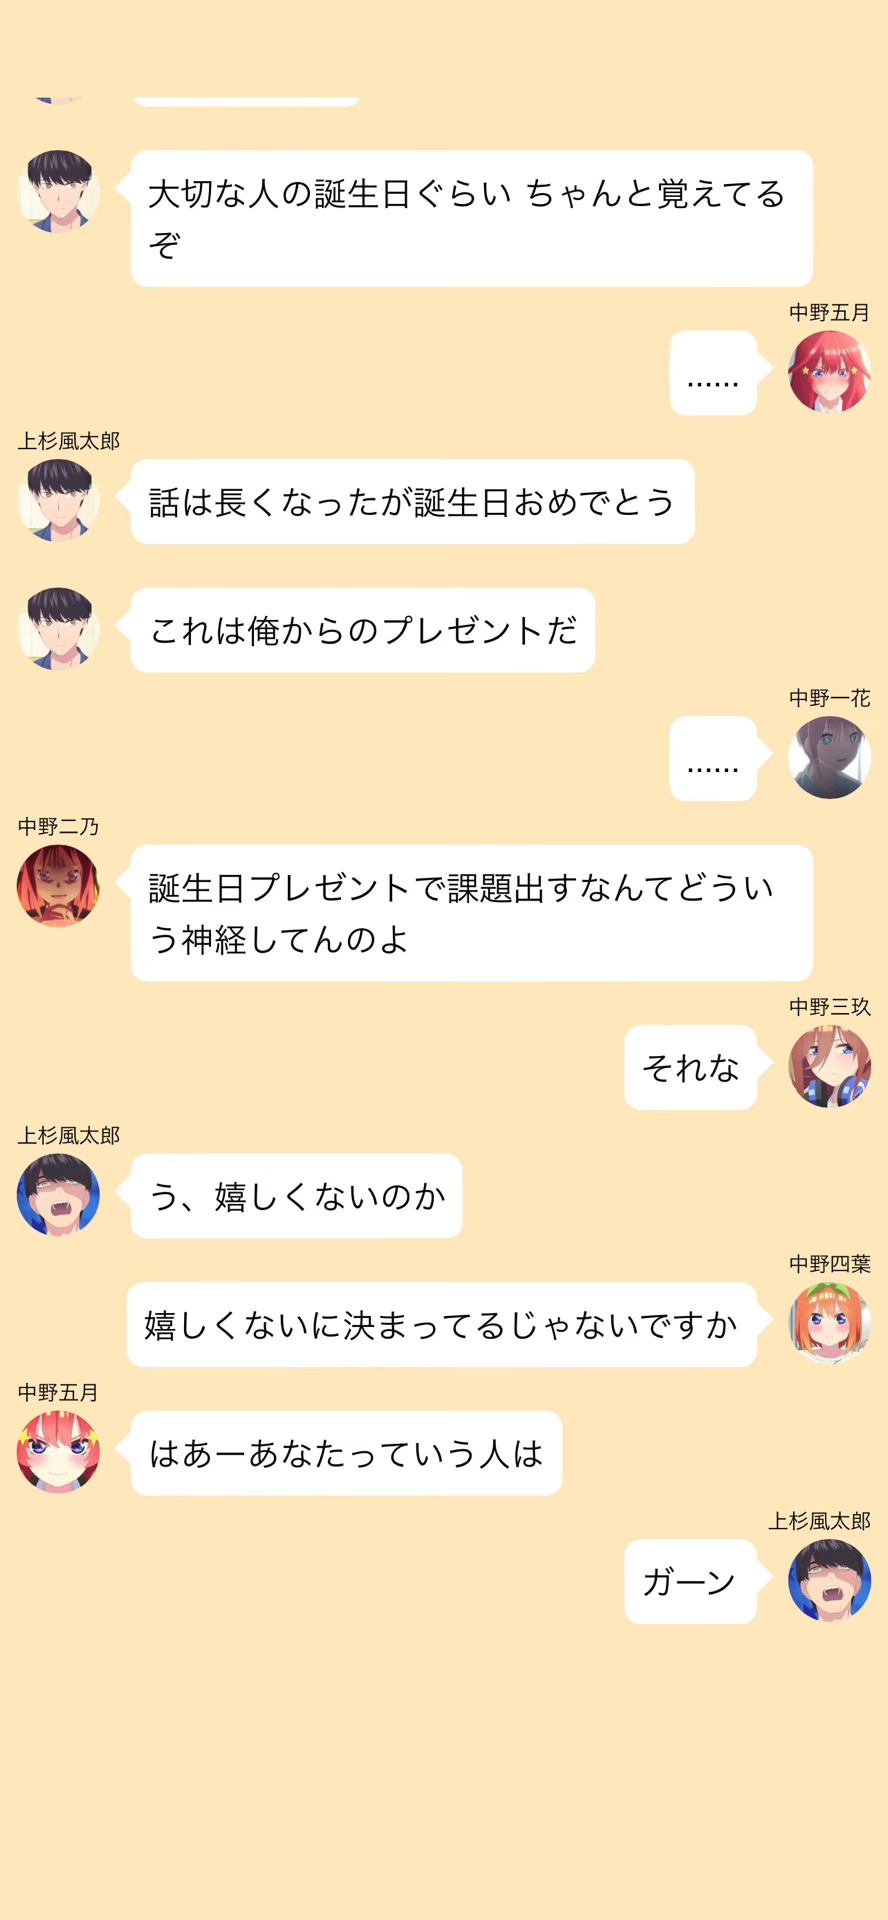 大切な人の誕生日ぐらい ちゃんと覚えてる
ぞ
中野五月
……
上杉風太郎
話は長くなったが誕生日おめでとう
これは俺からのプレゼントだ
中野一花
……
中野二乃
誕生日プレゼントで課題出すなんてどうい
う神経してんのよ
中野三玖
それな
上杉風太郎
う、嬉しくないのか
中野四葉
嬉しくないに決まってるじゃないですか
中野五月
はあーあなたっていう人は
上杉風太郎
ガーン